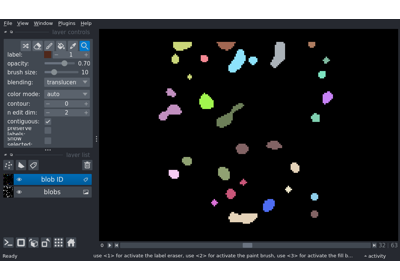 File View Window Plugins Help
layer controls
label: 1
opacity: 0.70
brush size: 10
blending: translucen
color mode: auto
contour: 0
n edit dim: 2
contiguous:
preserve
labels:
show
selected:
layer list
blob ID
blobs
0 32 63
Ready use <1> for activate the label eraser, use <2> for activate the paint brush, use <3> for activate the fill b... activity